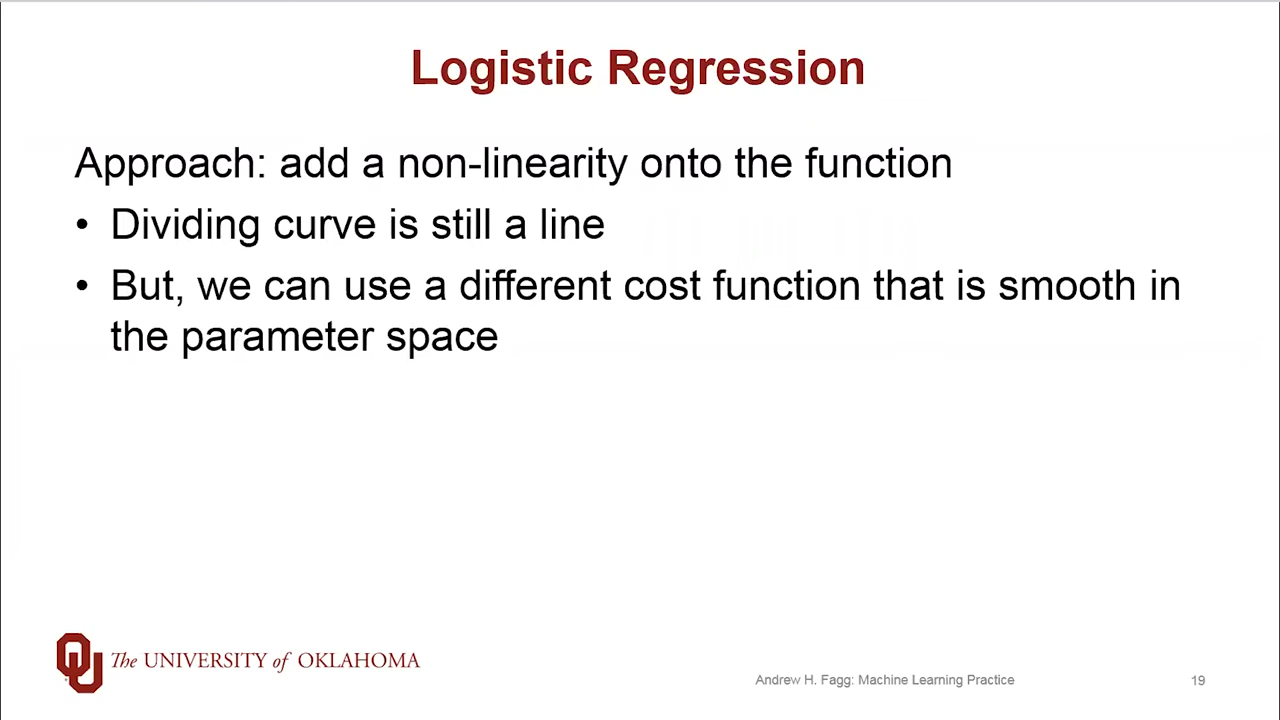 Logistic Regression
Approach: add a non-linearity onto the function
• Dividing curve is still a line
• But, we can use a different cost function that is smooth in
the parameter space
The UNIVERSITY of OKLAHOMA
Andrew H. Fagg: Machine Learning Practice
19